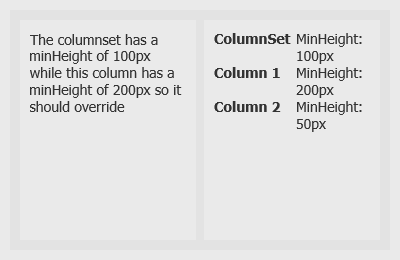 The columnset has a
minHeight of 100px
while this column has a
minHeight of 200px so it
should override
ColumnSet MinHeight:
100px
Column 1 MinHeight:
200px
Column 2 MinHeight:
50px